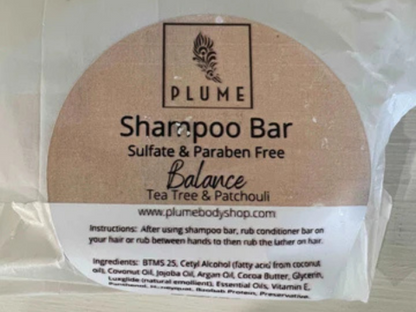 PLUME
Shampoo Bar
Sulfate & Paraben Free
Balance
Tea Tree & Patchouli
www.plumebodyshop.com
Instructions: After using shampoo bar, rub conditioner bar on
your hair or rub between hands to then rub the lather on hair.
Ingredients: BTMS 25, Cetyl Alcohol (fatty acid from coconut
oil), Covonut Oil, Jojoba Oil, Argan Oil, Cocoa Butter, Glycerin,
Luxglide (natural emollient), Essential Oils, Vitamin E,
Protein, Preservative